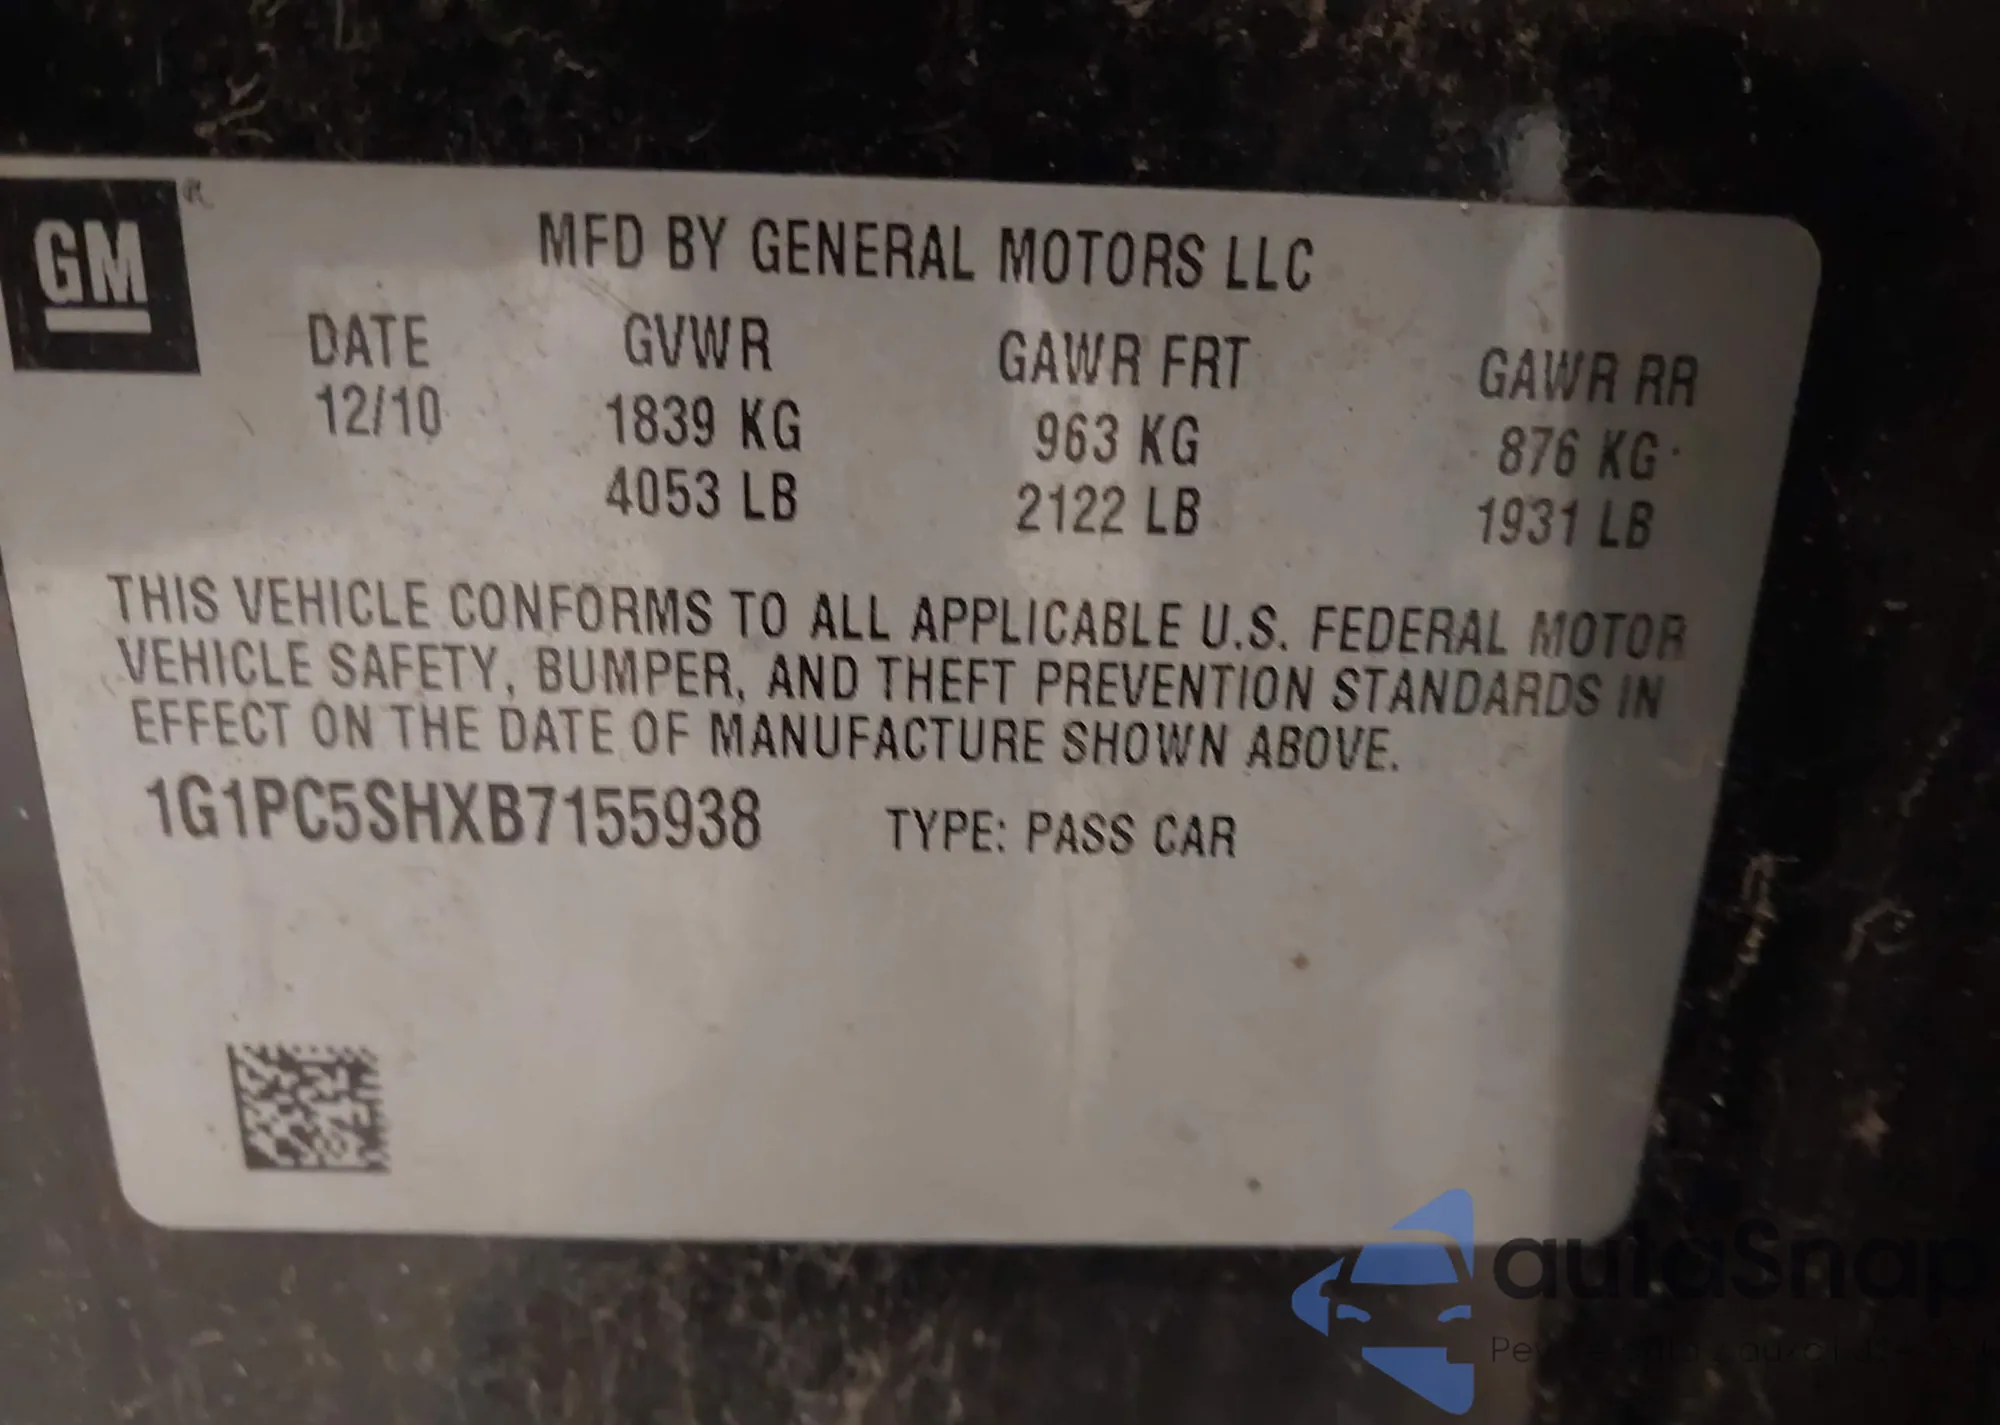 GM
MFD BY GENERAL MOTORS LLC
DATE GVWR GAWR FRT GAWR RR
12/10 1839 KG 963 KG 876 KG
4053 LB 2122 LB 1931 LB
THIS VEHICLE CONFORMS TO ALL APPLICABLE U.S. FEDERAL MOTOR
VEHICLE SAFETY, BUMPER, AND THEFT PREVENTION STANDARDS IN
EFFECT ON THE DATE OF MANUFACTURE SHOWN ABOVE.
1G1PC5SHXB7155938 TYPE: PASS CAR